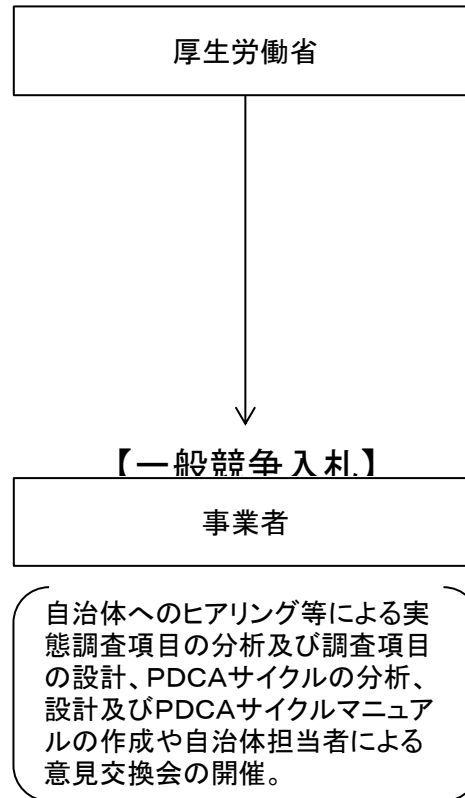 厚生労働省
【一般競争入札】
事業者
自治体へのヒアリング等による実
態調査項目の分析及び調査項目
の設計、PDCAサイクルの分析、
設計及びPDCAサイクルマニュア
ルの作成や自治体担当者による
意見交換会の開催。